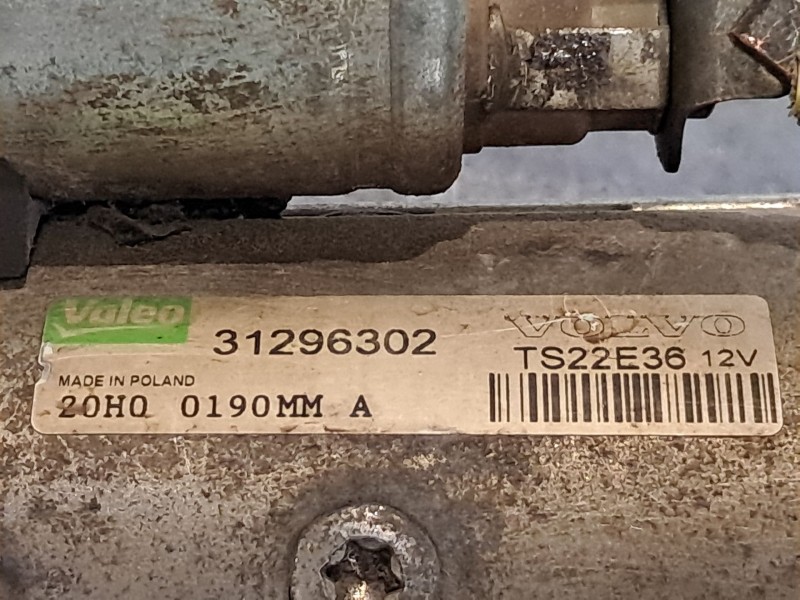 Valeo
31296302
VOLVO
TS22E36 12V
MADE IN POLAND
20H0 0190MM A